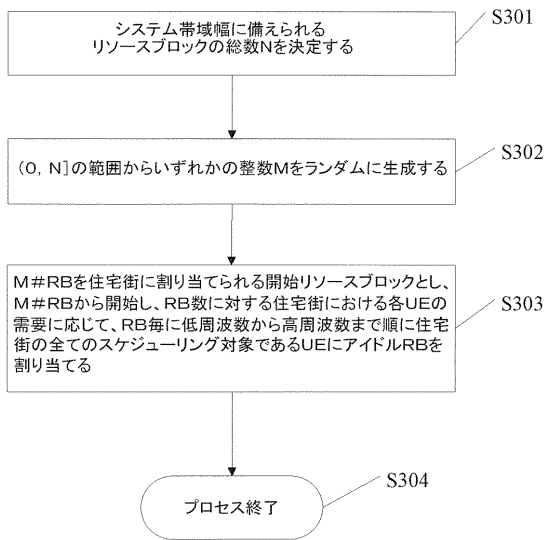 システム帯域幅に備えられる
リソースブロックの総数Nを決定する
S301
(0, N]の範囲からいずれかの整数Mをランダムに生成する
S302
M#RBを住宅街に割り当てられる開始リソースブロックとし、
M#RBから開始し、RB数に対する住宅街における各UEの
需要に応じて、RB毎に低周波数から高周波数まで順に住宅
街の全てのスケジューリング対象であるUEにアイドルRBを
割り当てる
S303
プロセス終了
S304